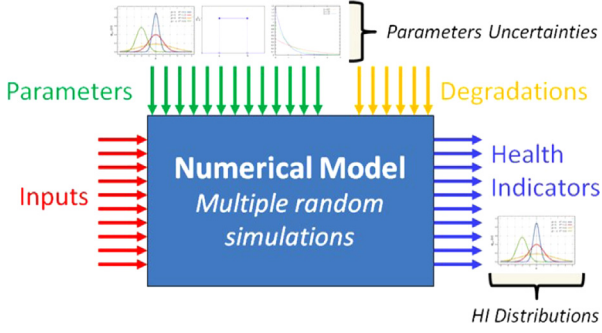 Parameters Uncertainties
Parameters
Degradations
Inputs
Numerical Model
Multiple random
simulations
Health
Indicators
HI Distributions